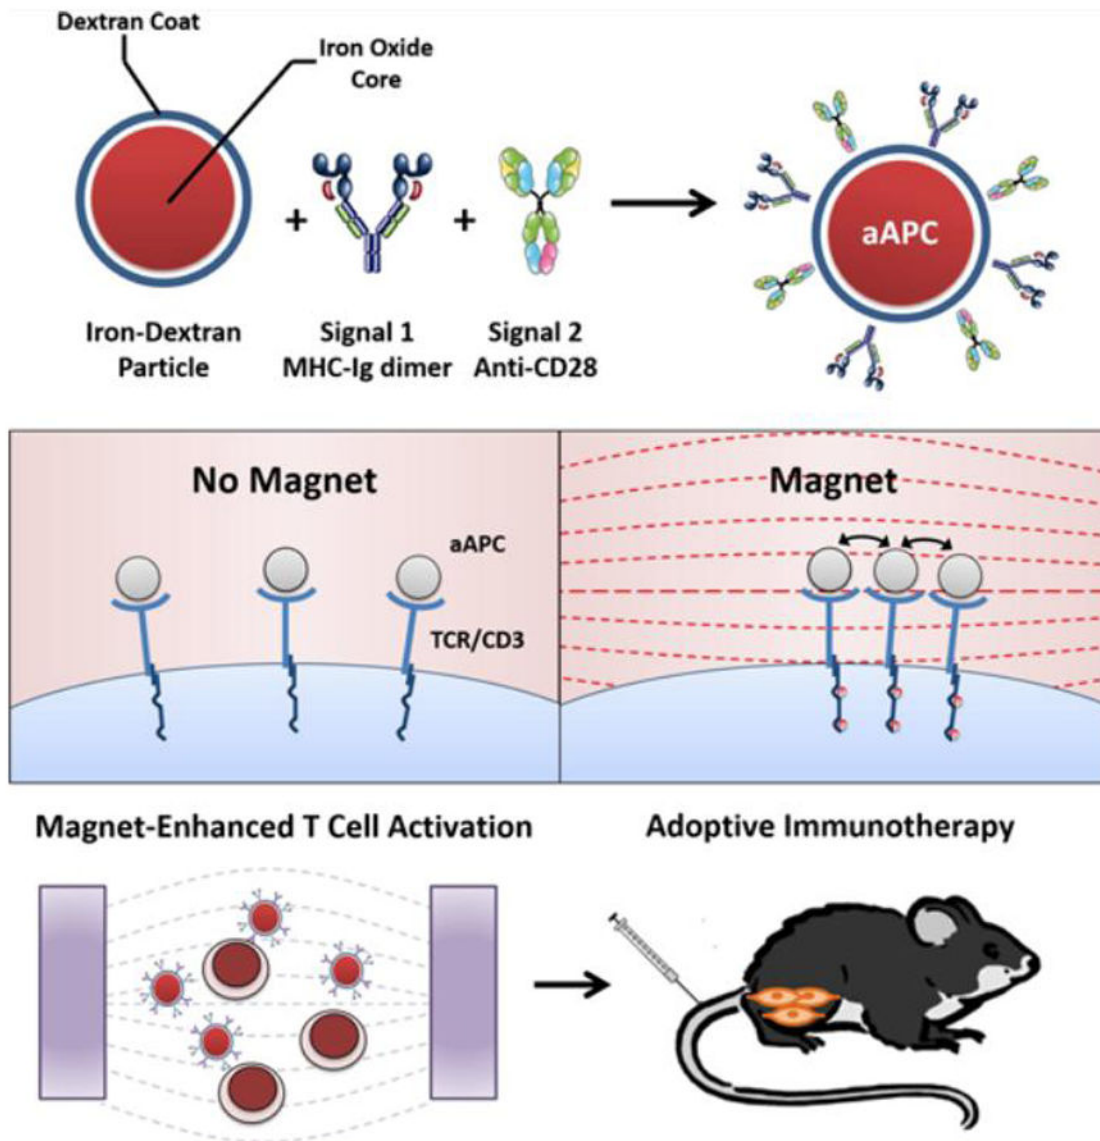 Dextran Coat
Iron Oxide
Core
+
+
aAPC
Iron-Dextran
Particle
Signal 1
MHC-Ig dimer
Signal 2
Anti-CD28
No Magnet
aAPC
TCR/CD3
Magnet
Magnet-Enhanced T Cell Activation
Adoptive Immunotherapy